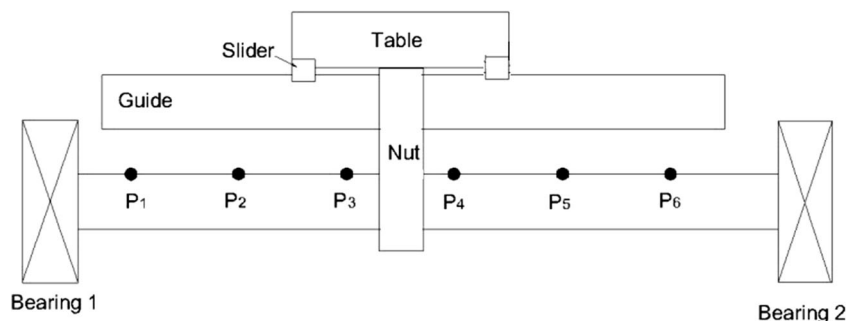 Table
Slider
Guide
Nut
P1 P2 P3 P4 P5 P6
Bearing 1
Bearing 2